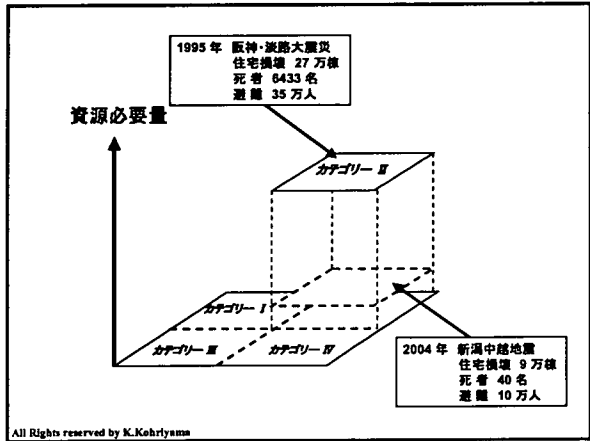 1995 年 阪神・淡路大震災
住宅損壊 27 万棟
死 者 6433 名
避 難 35 万人
資源必要量
カテゴリー Ⅱ
カテゴリー Ⅰ
カテゴリー Ⅲ
カテゴリー Ⅳ
2004 年 新潟中越地震
住宅損壊 9 万棟
死 者 40 名
避 難 10 万人
All Rights reserved by K.Kohriyama